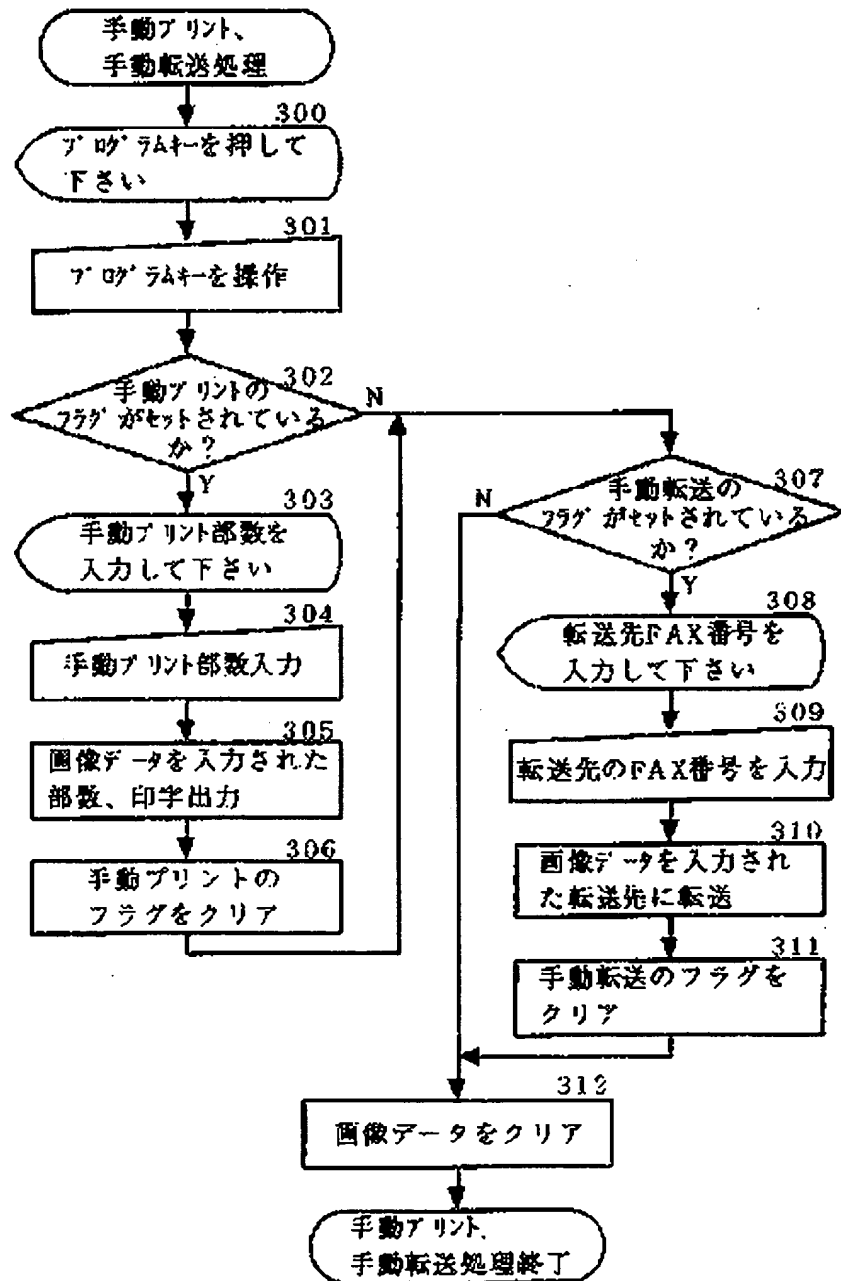 手動プリント、
手動転送処理
300
プログラムキーを押して
下さい
301
プログラムキーを操作
302
手動プリントの
フラグがセットされている
か?
N
Y
303
手動プリント部数を
入力して下さい
304
手動プリント部数入力
305
画像データを入力された
部数、印字出力
306
手動プリントの
フラグをクリア
307
手動転送の
フラグがセットされている
か?
N
Y
308
転送先FAX番号を
入力して下さい
309
転送先のFAX番号を入力
310
画像データを入力され
た転送先に転送
311
手動転送のフラグを
クリア
312
画像データをクリア
手動プリント、
手動転送処理終了